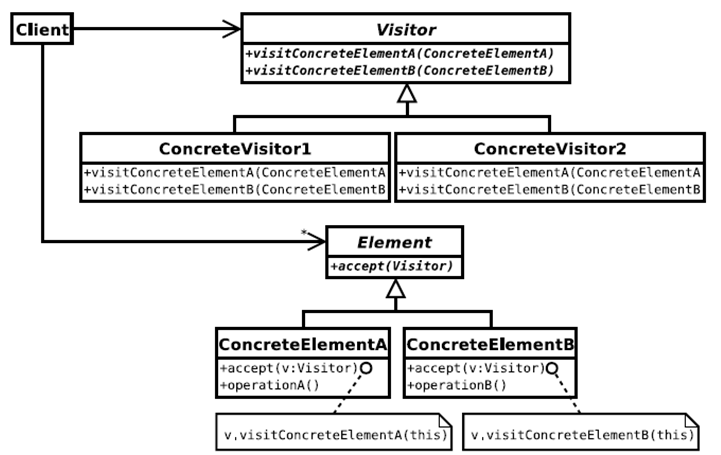 Client
Visitor
+visitConcreteElementA(ConcreteElementA)
+visitConcreteElementB(ConcreteElementB)
ConcreteVisitor1
+visitConcreteElementA(ConcreteElementA
+visitConcreteElementB(ConcreteElementB
ConcreteVisitor2
+visitConcreteElementA(ConcreteElementA
+visitConcreteElementB(ConcreteElementB
*
Element
+accept(Visitor)
ConcreteElementA
+accept(v:Visitor)
+operationA()
ConcreteElementB
+accept(v:Visitor)
+operationB()
v,visitConcreteElementA(this)
v,visitConcreteElementB(this)